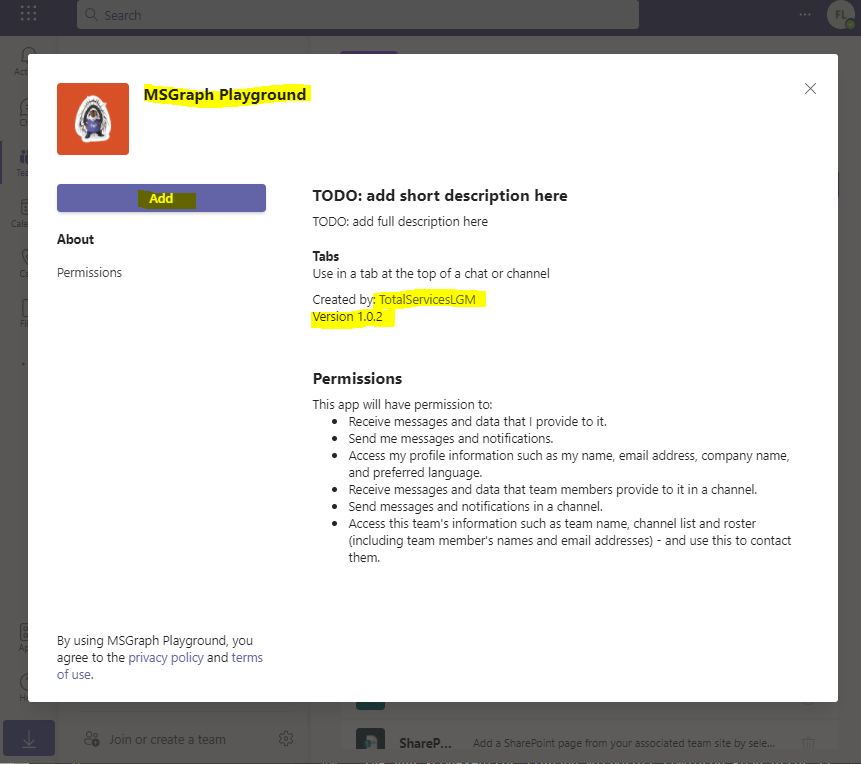 Search
FL
MSGraph Playground
Add
TODO: add short description here
TODO: add full description here
About
Tabs
Permissions
Use in a tab at the top of a chat or channel
Created by: TotalServicesLGM
Version 1.0.2
Permissions
This app will have permission to:
Receive messages and data that I provide to it.
Send me messages and notifications.
Access my profile information such as my name, email address, company name,
and preferred language.
Receive messages and data that team members provide to it in a channel.
Send messages and notifications in a channel.
Access this team's information such as team name, channel list and roster
(including team member's names and email addresses) - and use this to contact
them.
By using MSGraph Playground, you
agree to the privacy policy and terms
of use.
Join or create a team
ShareP... Add a SharePoint page from your associated team site by sele...